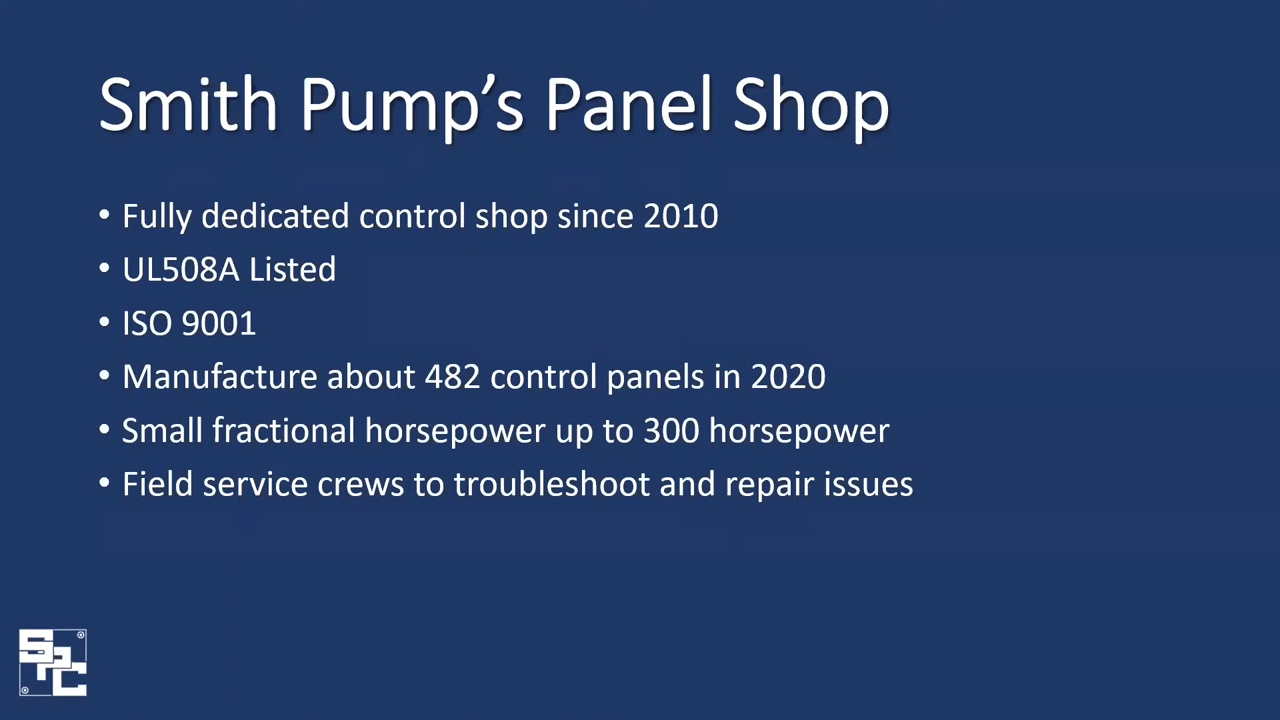 Smith Pump’s Panel Shop
• Fully dedicated control shop since 2010
• UL508A Listed
• ISO 9001
• Manufacture about 482 control panels in 2020
• Small fractional horsepower up to 300 horsepower
• Field service crews to troubleshoot and repair issues
SPC